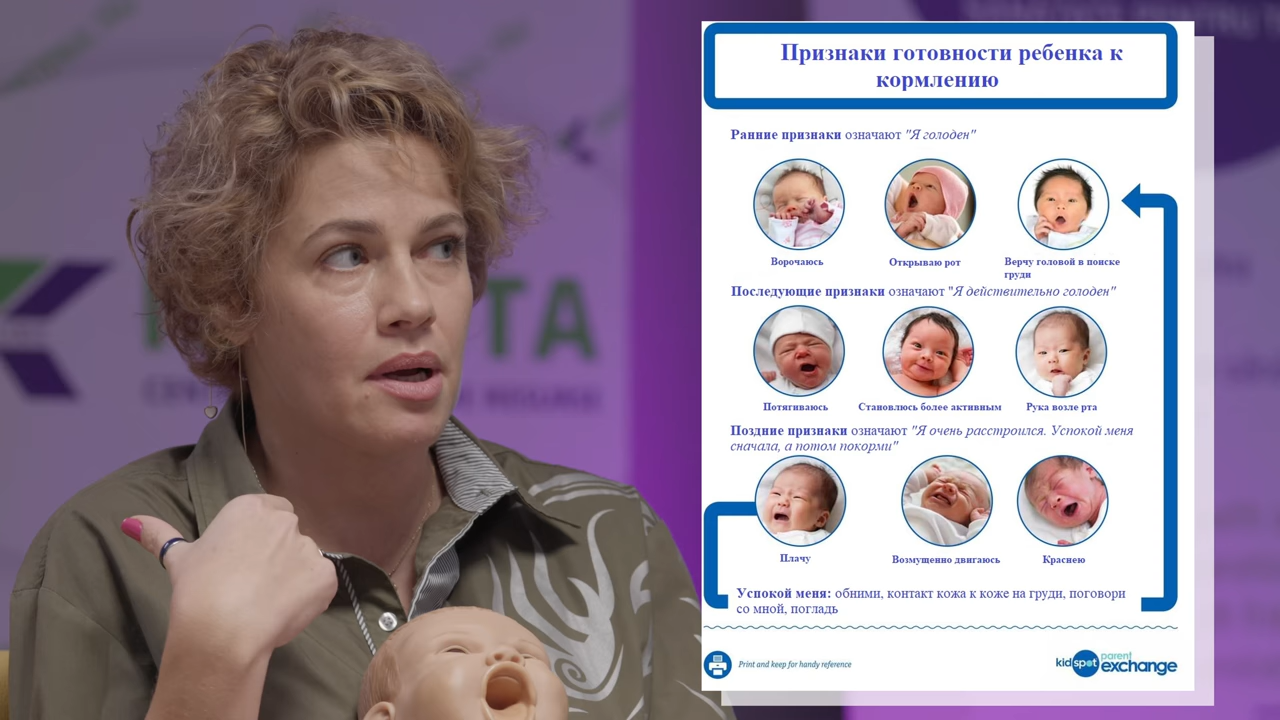 Признаки готовности ребенка к
кормлению
Ранние признаки означают "Я голоден"
Ворочаюсь
Открываю рот
Верчу головой в поиске
груди
Последующие признаки означают "Я действительно голоден"
Потягиваюсь
Становлюсь более активным
Рука возле рта
Поздние признаки означают "Я очень расстроился. Успокой меня
сначала, а потом покорми"
Плачу
Возмущенно двигаюсь
Краснею
Успокой меня: обними, контакт кожа к коже на груди, поговори
со мной, погладь
Print and keep for handy reference
kidspot parent
exchange